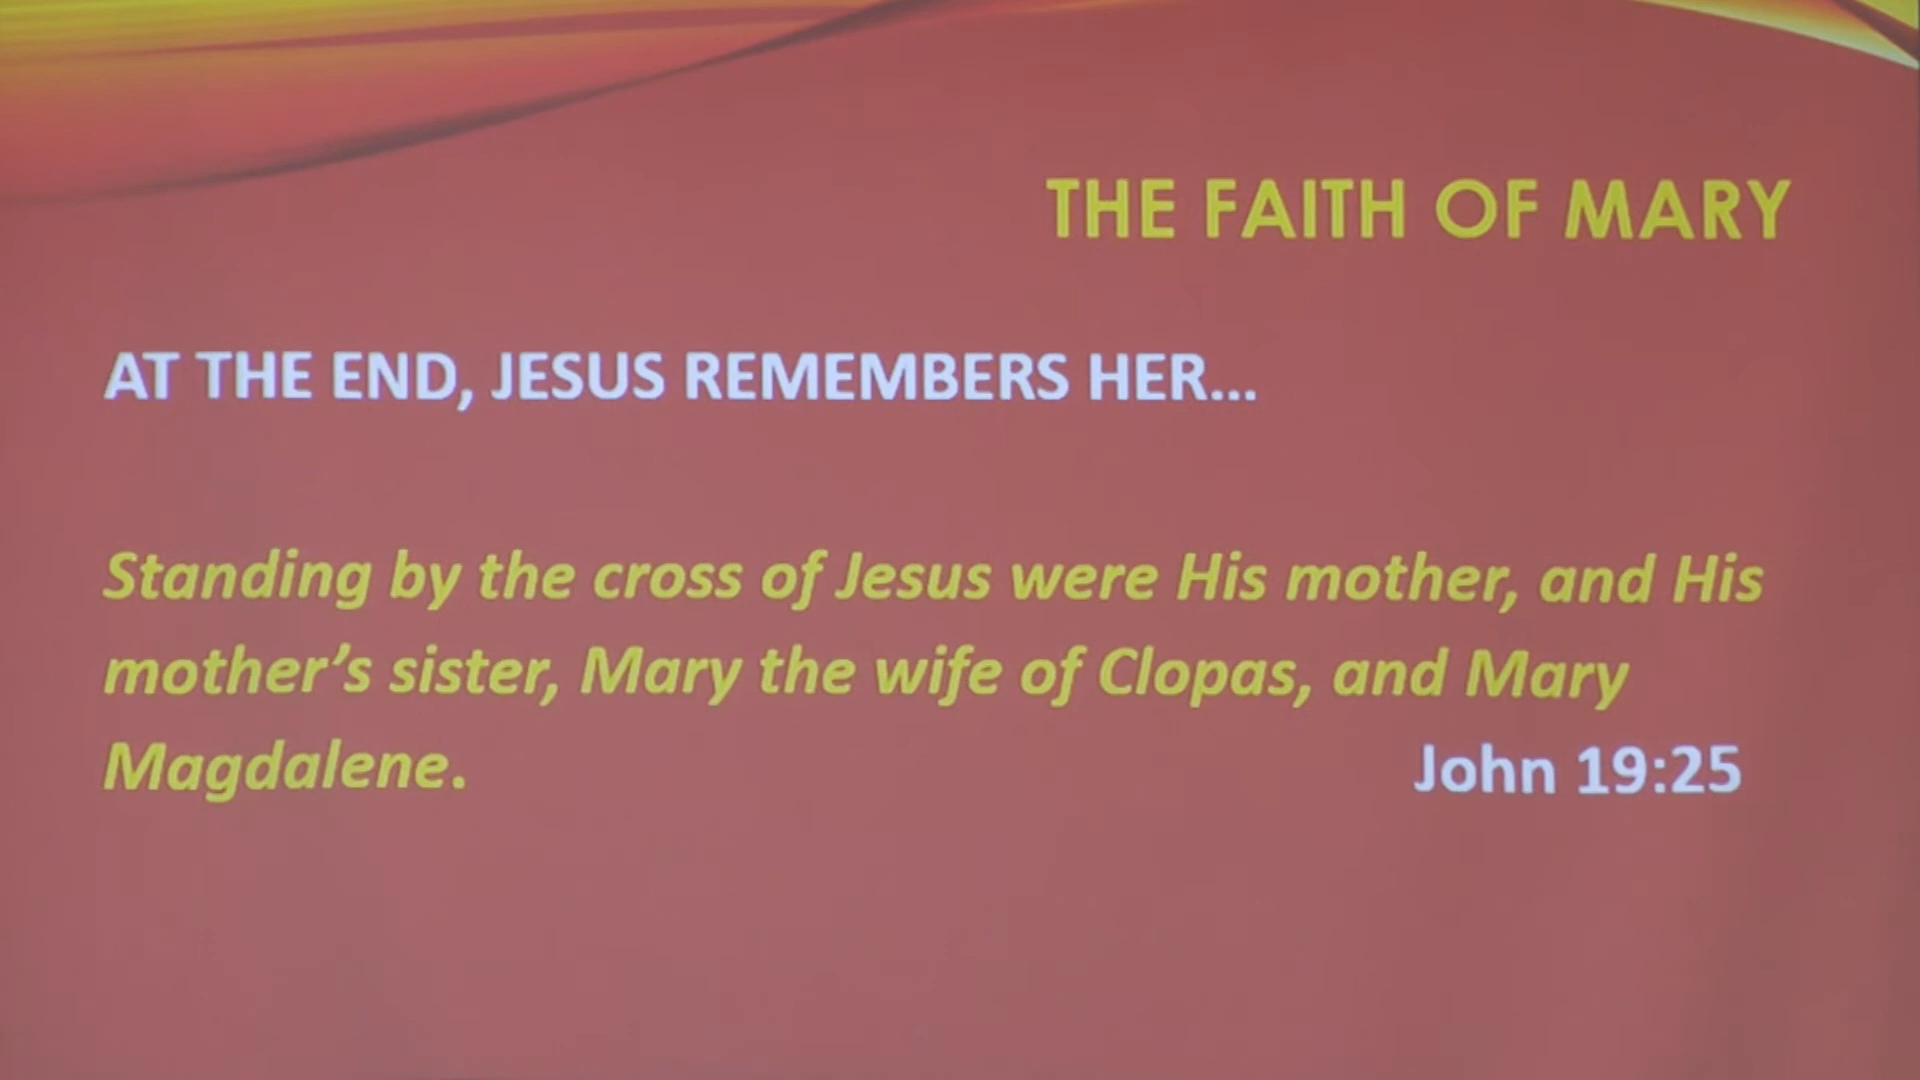 THE FAITH OF MARY
AT THE END, JESUS REMEMBERS HER...
Standing by the cross of Jesus were His mother, and His
mother’s sister, Mary the wife of Clopas, and Mary
Magdalene. John 19:25